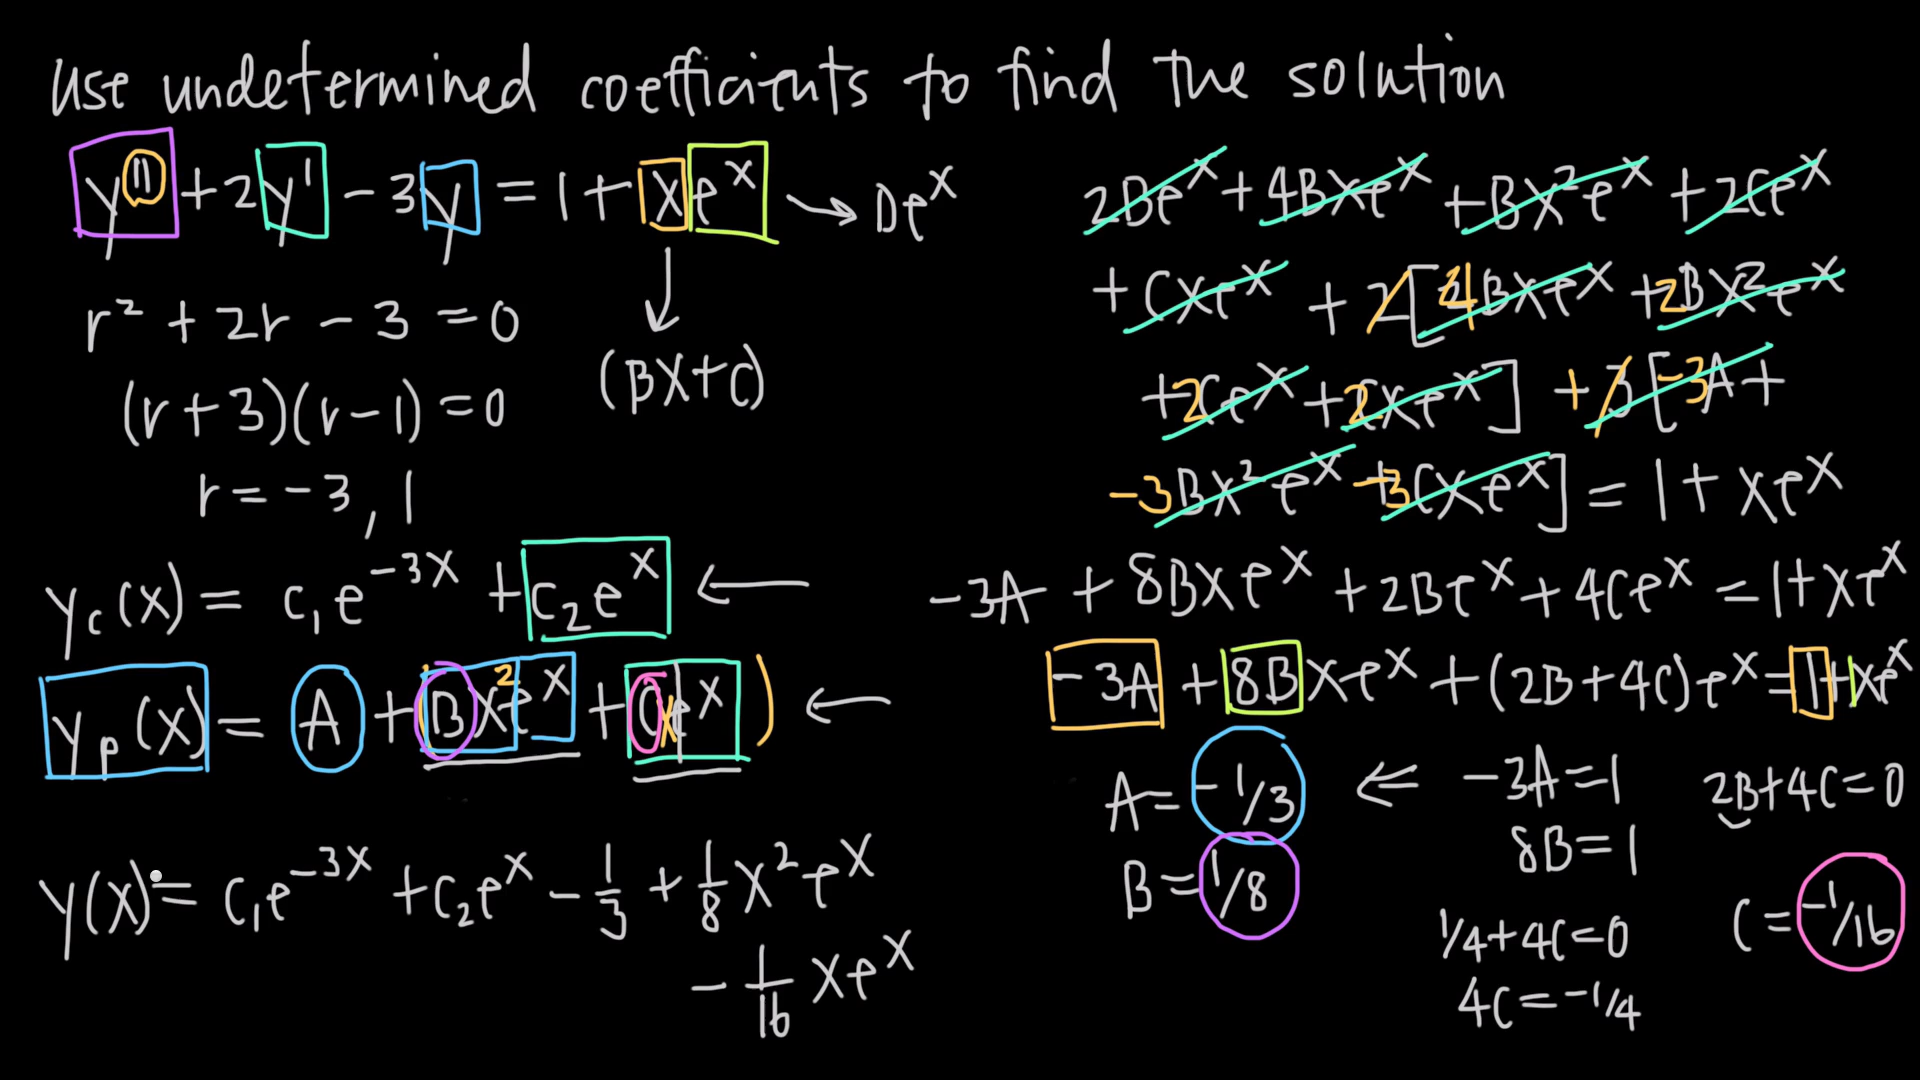 Use undetermined coefficients to find the solution
y'' + 2y' - 3y = 1 + xe^x → De^x
(Bx+C)
r² + 2r - 3 = 0
(r+3)(r-1) = 0
r = -3, 1
y_c(x) = c₁e^(-3x) + c₂e^x ←
y_p(x) = A + Bx²e^x + Cxe^x) ←
y(x) = c₁e^(-3x) + c₂e^x - 1/3 + 1/8 x²e^x
- 1/16 xe^x
2Be^x + 4Bxe^x + Bx²e^x + 2Ce^x
+ Cxe^x + 2[4Bxe^x + 2Bx²e^x
+ 2Ce^x + 2Cxe^x] + 3[-3A +
-3Bx²e^x -3Cxe^x] = 1 + xe^x
-3A + 8Bxe^x + 2Be^x + 4Ce^x = 1 + xe^x
-3A + 8Bxe^x + (2B+4C)e^x = 1 + 1xe^x
A = -1/3 ← -3A = 1 2B+4C=0
8B = 1
B = 1/8
1/4 + 4C = 0 C = -1/16
4C = -1/4